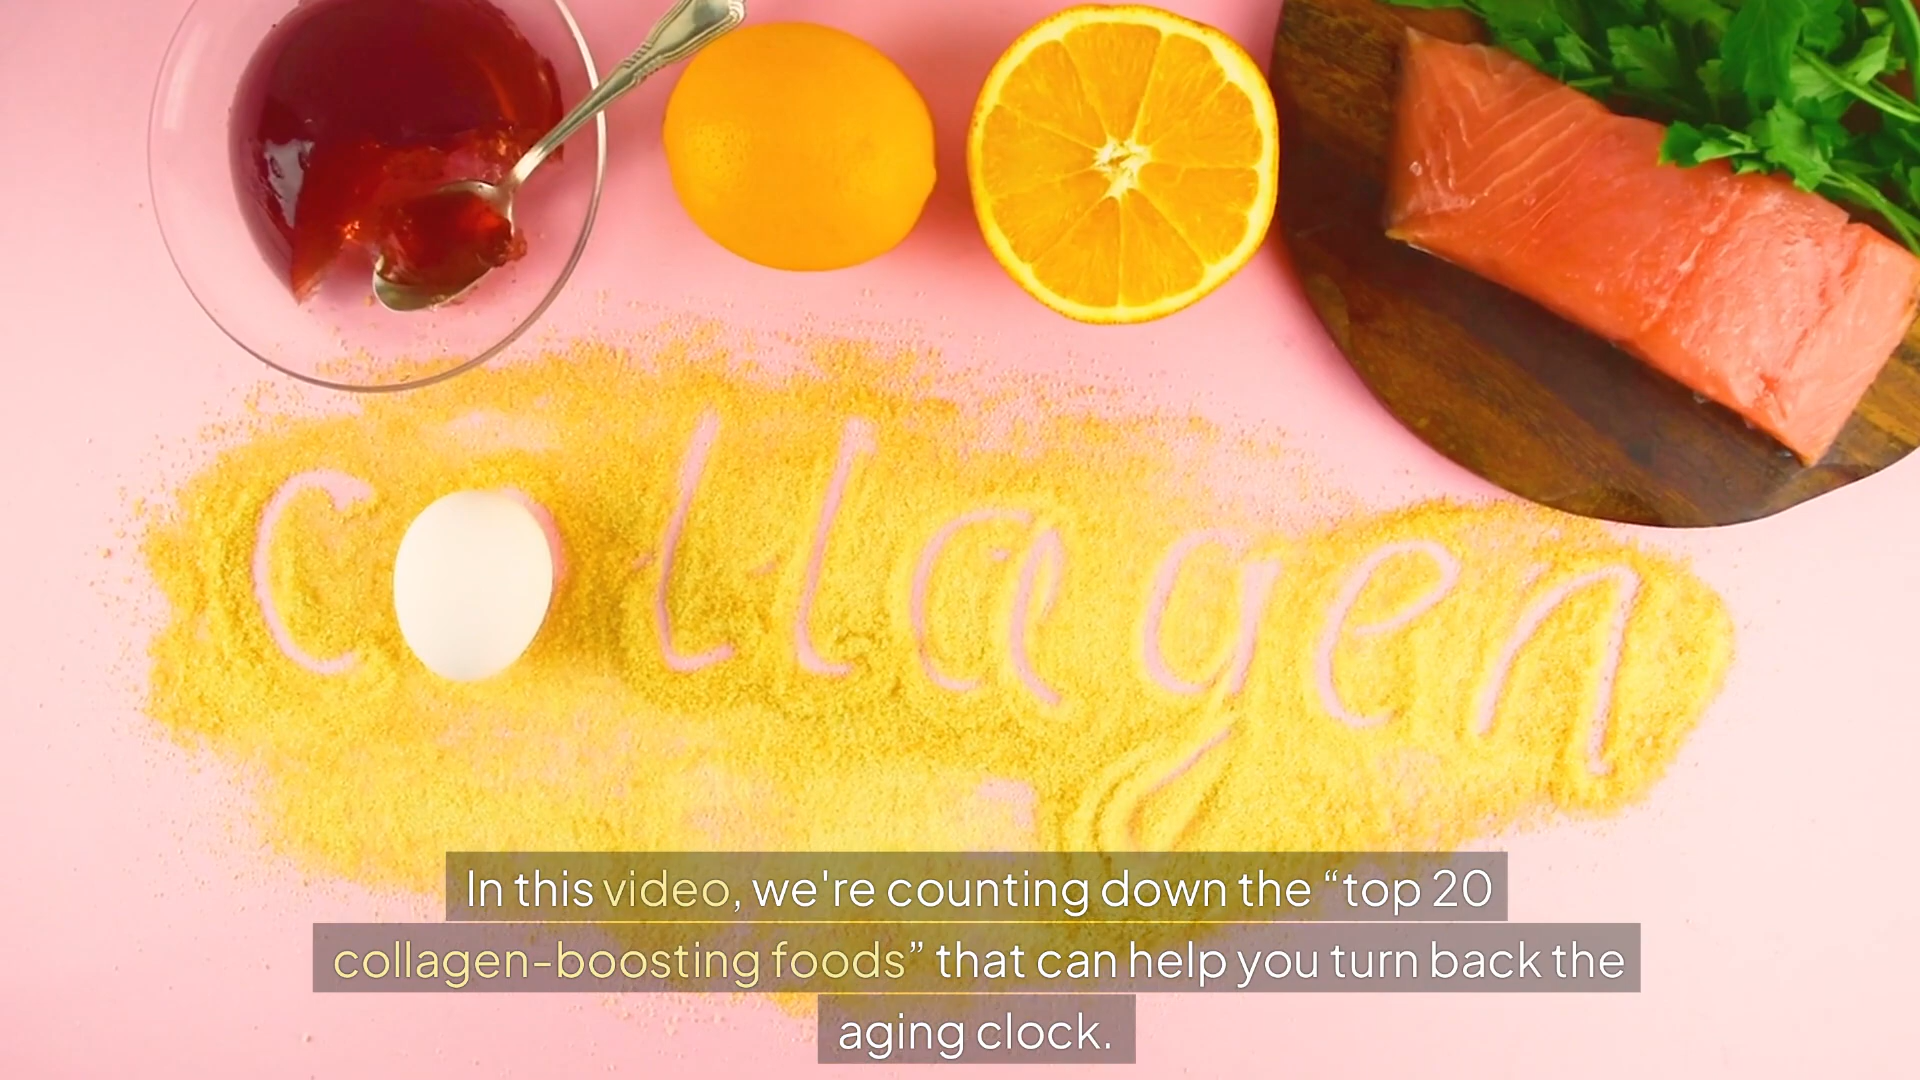 collagen
In this video, we're counting down the “top 20
collagen-boosting foods” that can help you turn back the
aging clock.